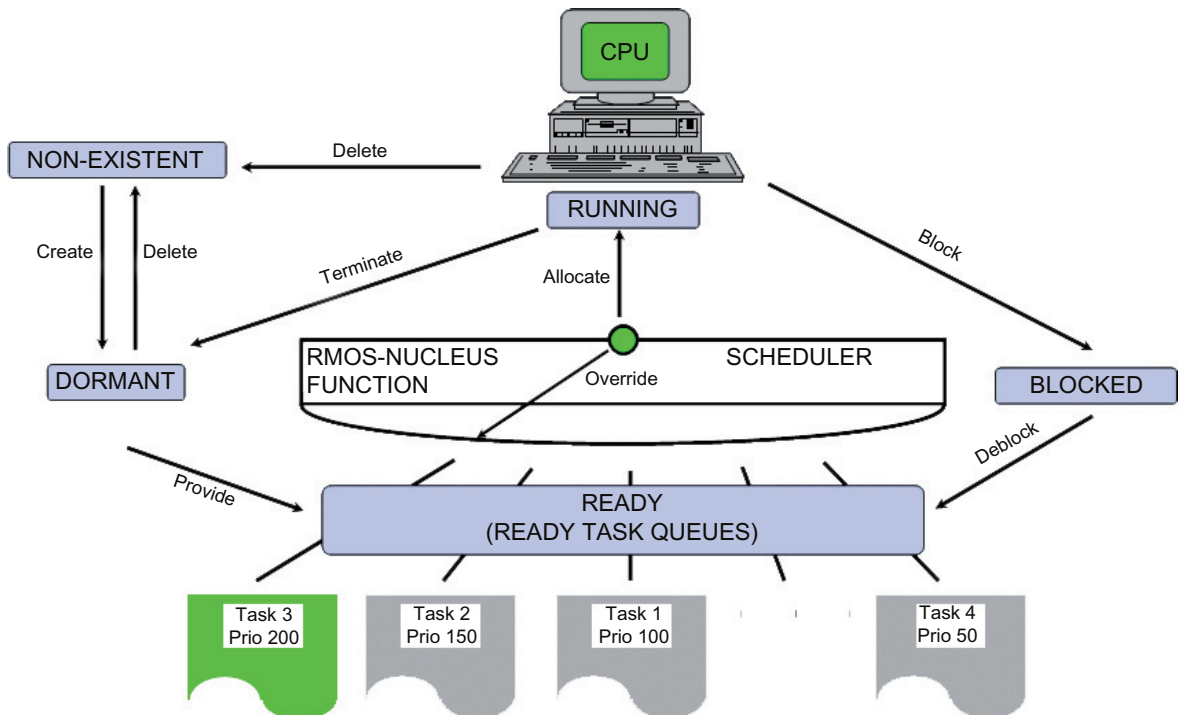 CPU
NON-EXISTENT
Delete
RUNNING
Create
Delete
Terminate
Allocate
Block
RMOS-NUCLEUS
FUNCTION
SCHEDULER
Override
DORMANT
BLOCKED
Provide
Deblock
READY
(READY TASK QUEUES)
Task 3
Prio 200
Task 2
Prio 150
Task 1
Prio 100
Task 4
Prio 50